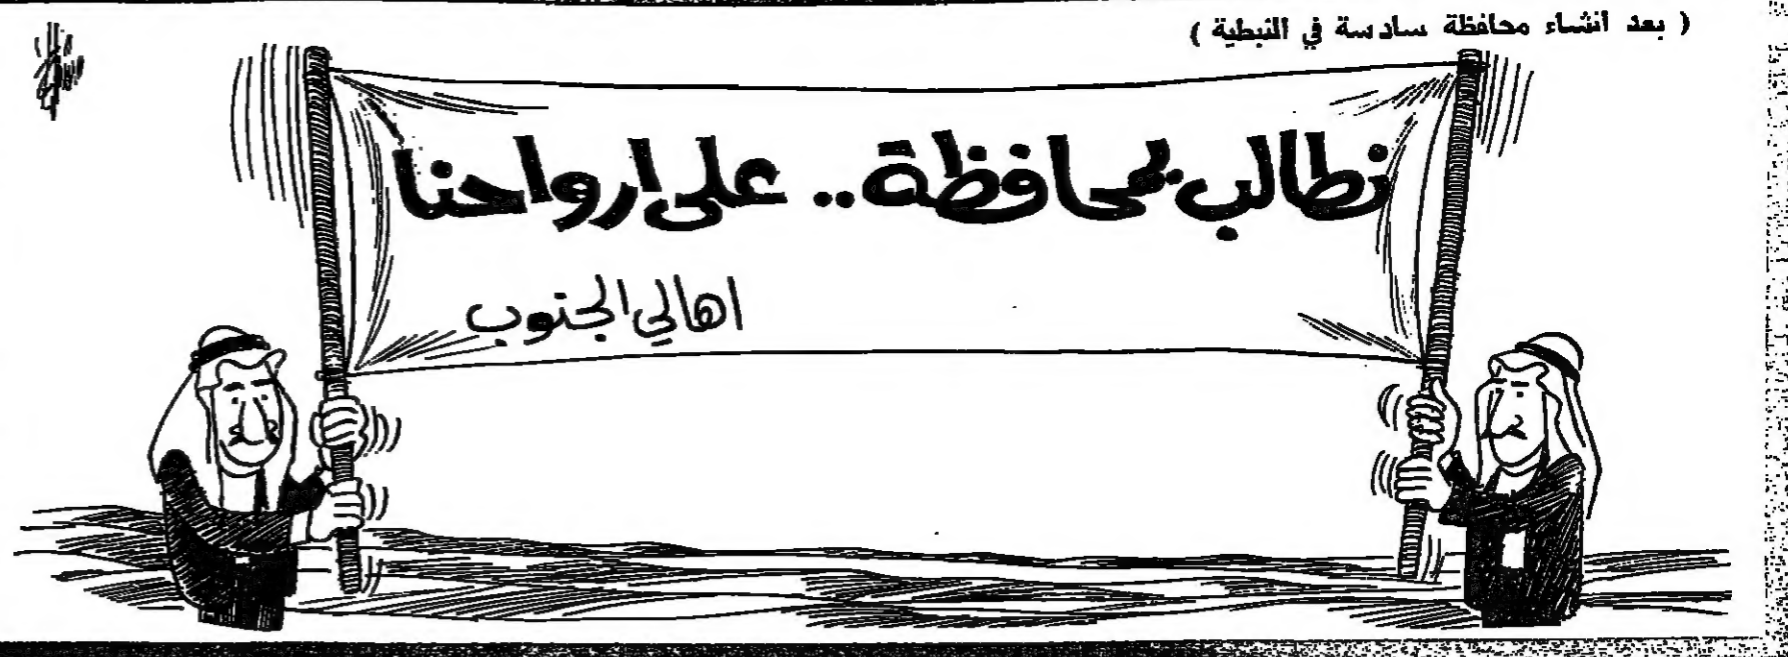 ( بعد انشاء محافظة سادسة في النبطية )
نطالب بمحافظة.. على ارواحنا
اهالي الجنوب